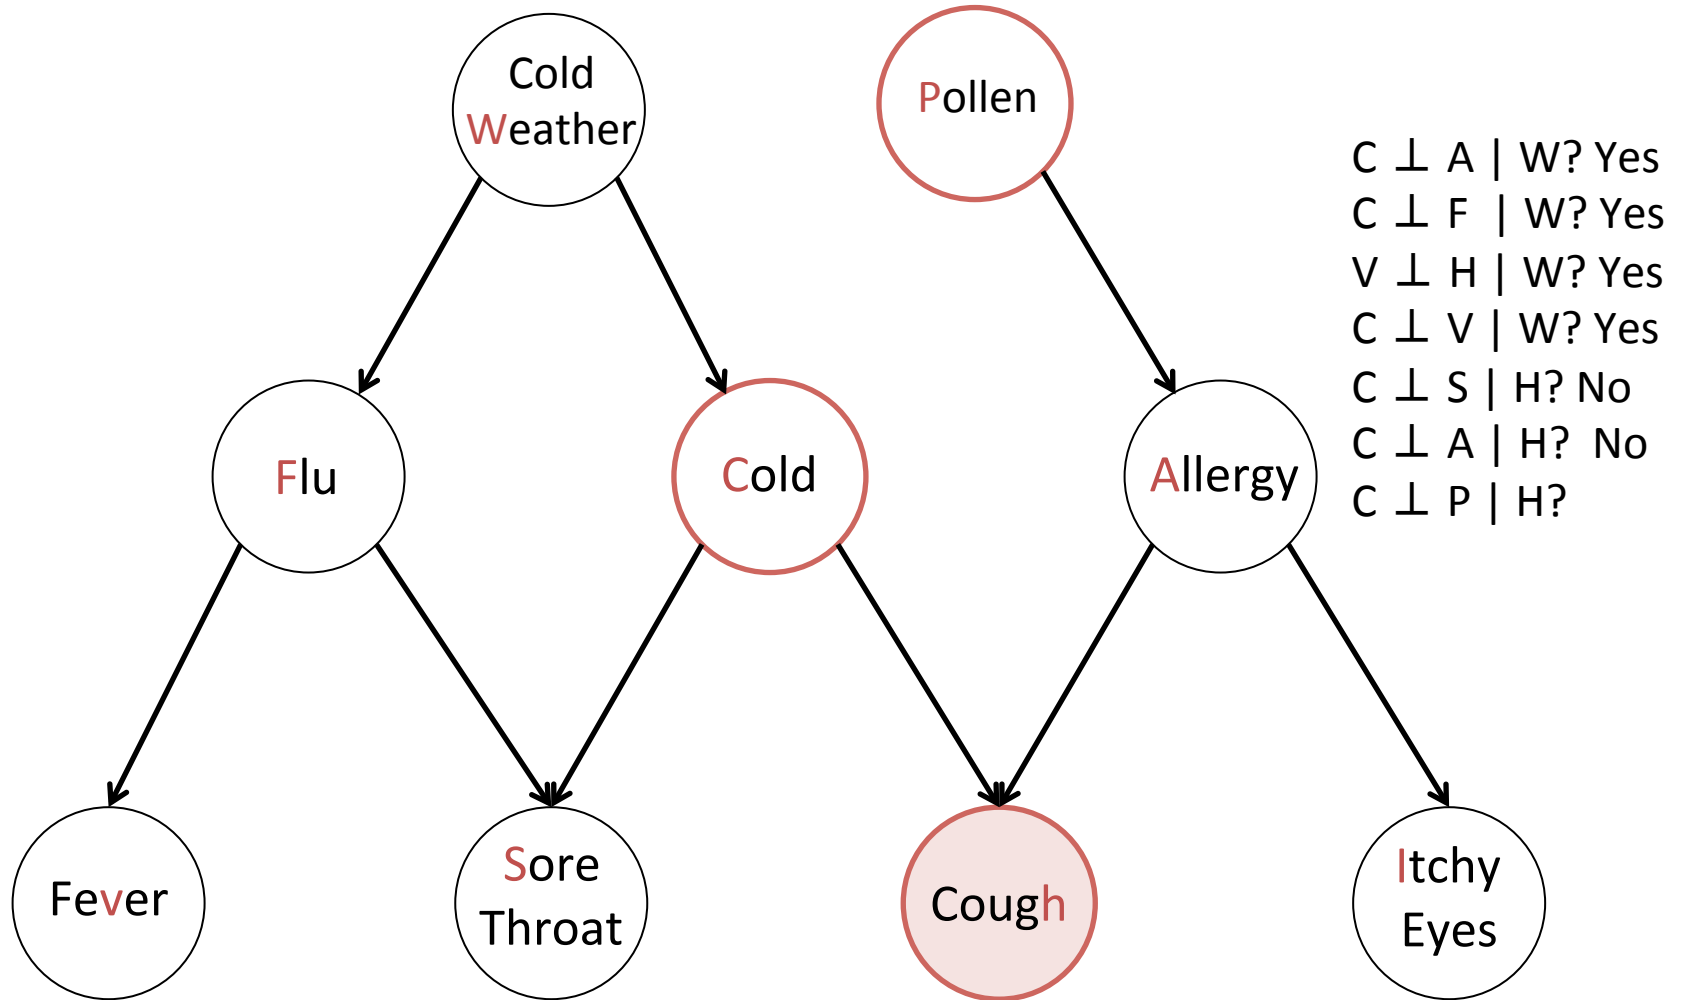 Cold
Weather
Pollen
C ⊥ A | W? Yes
C ⊥ F | W? Yes
V ⊥ H | W? Yes
C ⊥ V | W? Yes
C ⊥ S | H? No
C ⊥ A | H? No
C ⊥ P | H?
Flu
Cold
Allergy
Fever
Sore
Throat
Cough
Itchy
Eyes